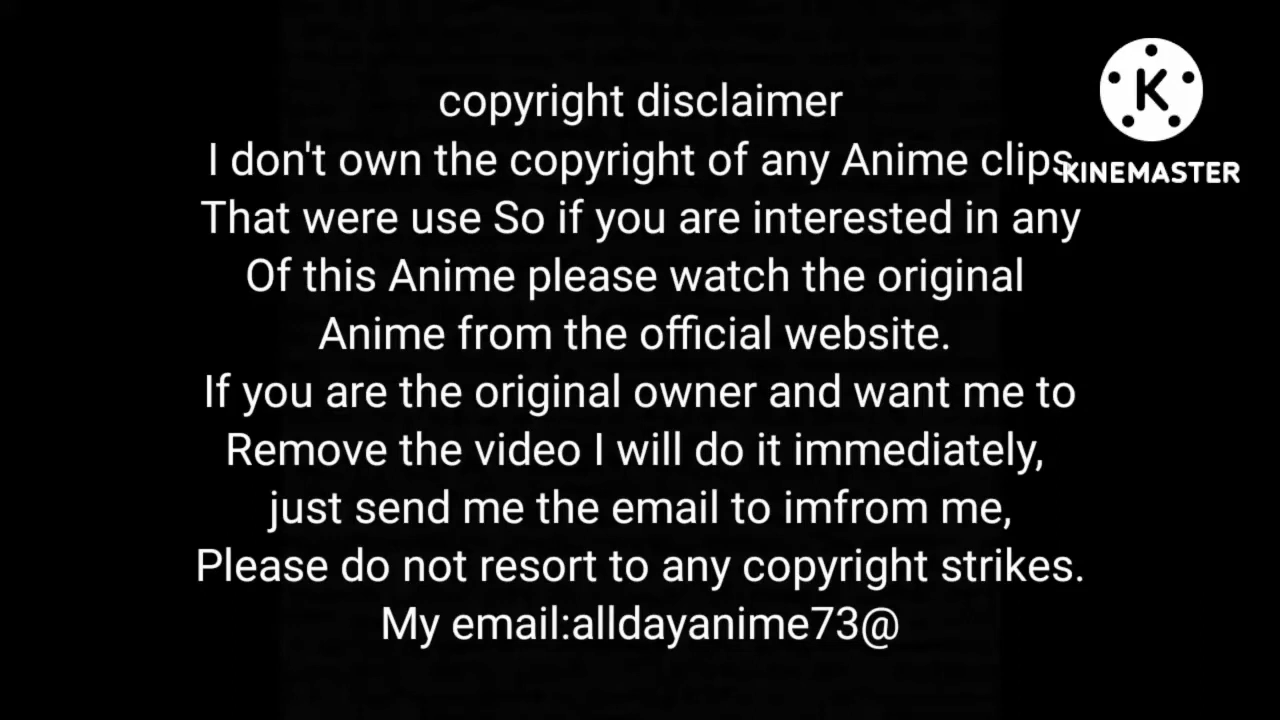 copyright disclaimer
I don't own the copyright of any Anime clips
That were use So if you are interested in any
Of this Anime please watch the original
Anime from the official website.
If you are the original owner and want me to
Remove the video I will do it immediately,
just send me the email to imfrom me,
Please do not resort to any copyright strikes.
My email:alldayanime73@
K
KINEMASTER